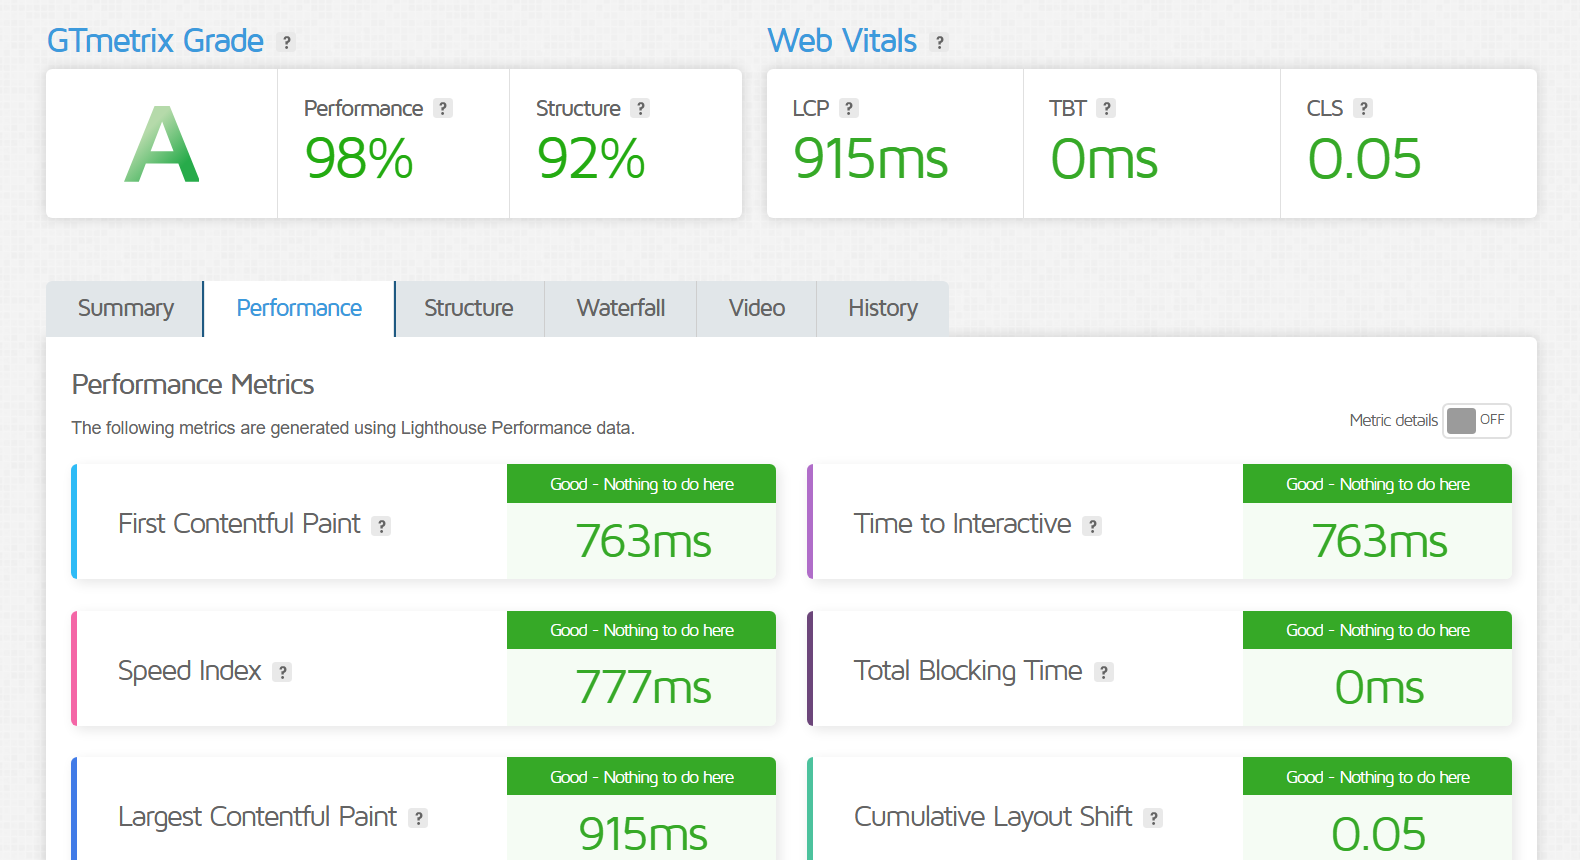 GTmetrix Grade ?
Web Vitals ?
A
Performance ?
98%
Structure ?
92%
LCP ?
915ms
TBT ?
0ms
CLS ?
0.05
Summary
Performance
Structure
Waterfall
Video
History
Performance Metrics
The following metrics are generated using Lighthouse Performance data.
Metric details OFF
First Contentful Paint ?
Good - Nothing to do here
763ms
Time to Interactive ?
Good - Nothing to do here
763ms
Speed Index ?
Good - Nothing to do here
777ms
Total Blocking Time ?
Good - Nothing to do here
0ms
Largest Contentful Paint ?
Good - Nothing to do here
915ms
Cumulative Layout Shift ?
Good - Nothing to do here
0.05